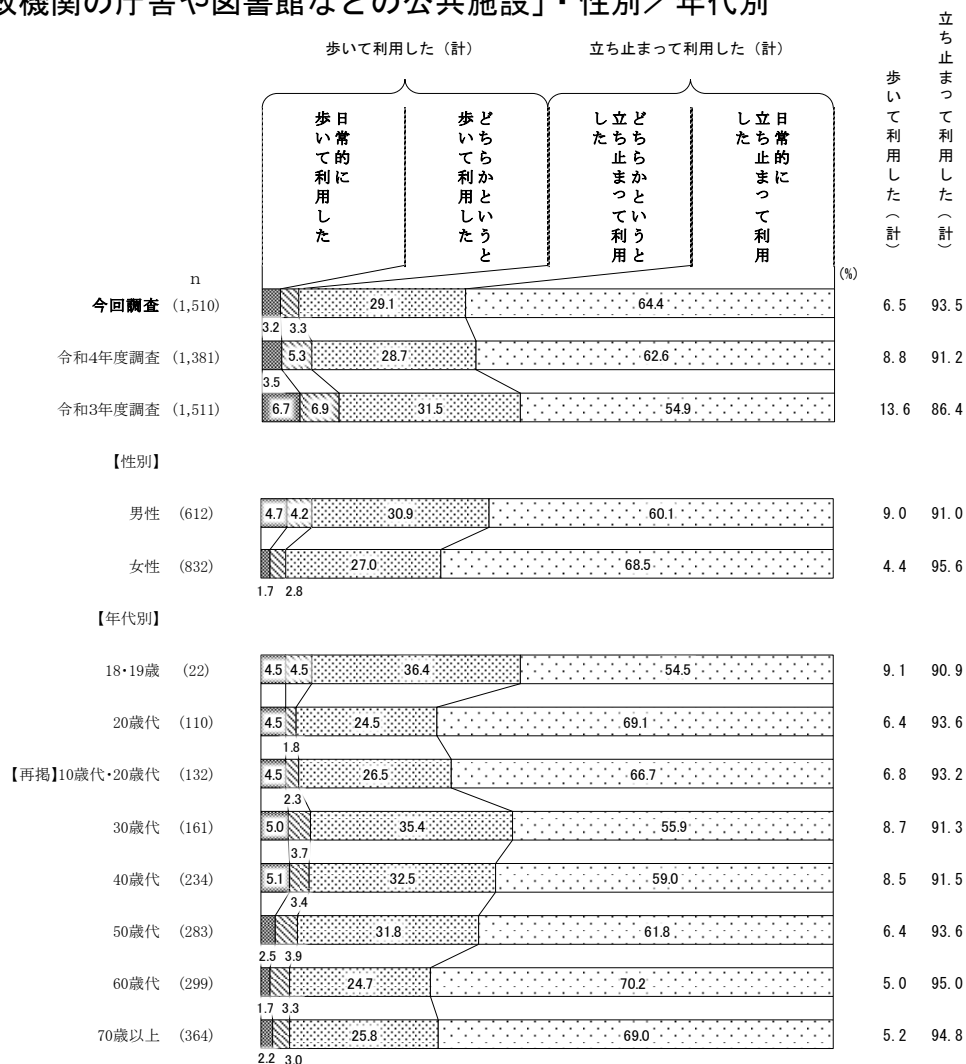 政機関の庁舎や図書館などの公共施設」・性別／年代別
歩いて利用した（計）
立ち止まって利用した（計）
日常的に
歩いて利用した
どちらかというと
歩いて利用した
どちらかというと
立ち止まって利用
した
日常的に
立ち止まって利用
した
歩いて利用した（計）
立ち止まって利用した（計）
n
(%)
今回調査 (1,510) 3.2 3.3 29.1 64.4 6.5 93.5
令和4年度調査 (1,381) 3.5 5.3 28.7 62.6 8.8 91.2
令和3年度調査 (1,511) 6.7 6.9 31.5 54.9 13.6 86.4
【性別】
男性 (612) 4.7 4.2 30.9 60.1 9.0 91.0
女性 (832) 1.7 2.8 27.0 68.5 4.4 95.6
【年代別】
18・19歳 (22) 4.5 4.5 36.4 54.5 9.1 90.9
20歳代 (110) 4.5 1.8 24.5 69.1 6.4 93.6
【再掲】10歳代・20歳代 (132) 4.5 2.3 26.5 66.7 6.8 93.2
30歳代 (161) 5.0 3.7 35.4 55.9 8.7 91.3
40歳代 (234) 5.1 3.4 32.5 59.0 8.5 91.5
50歳代 (283) 2.5 3.9 31.8 61.8 6.4 93.6
60歳代 (299) 1.7 3.3 24.7 70.2 5.0 95.0
70歳以上 (364) 2.2 3.0 25.8 69.0 5.2 94.8